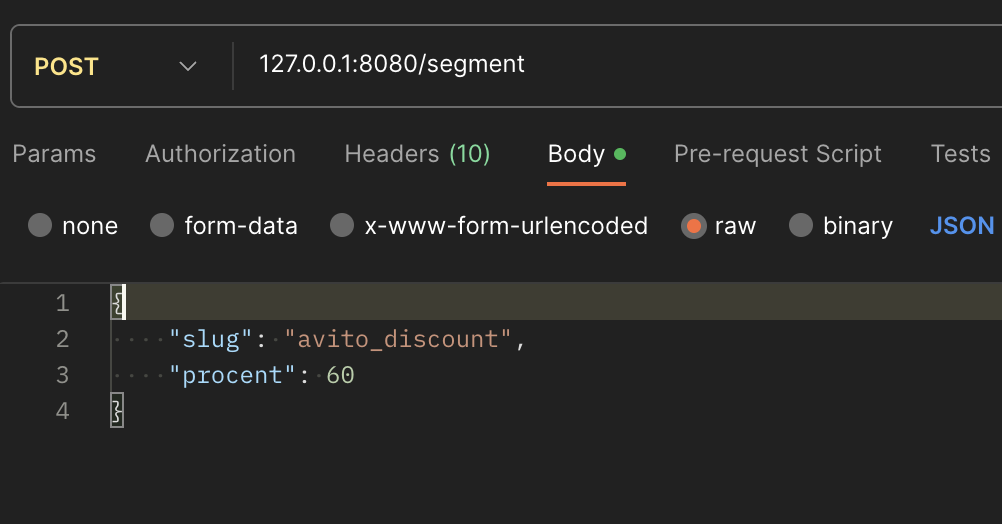 POST 127.0.0.1:8080/segment
Params Authorization Headers (10) Body Pre-request Script Tests
none form-data x-www-form-urlencoded raw binary JSON
1 {
2 "slug": "avito_discount",
3 "procent": 60
4 }